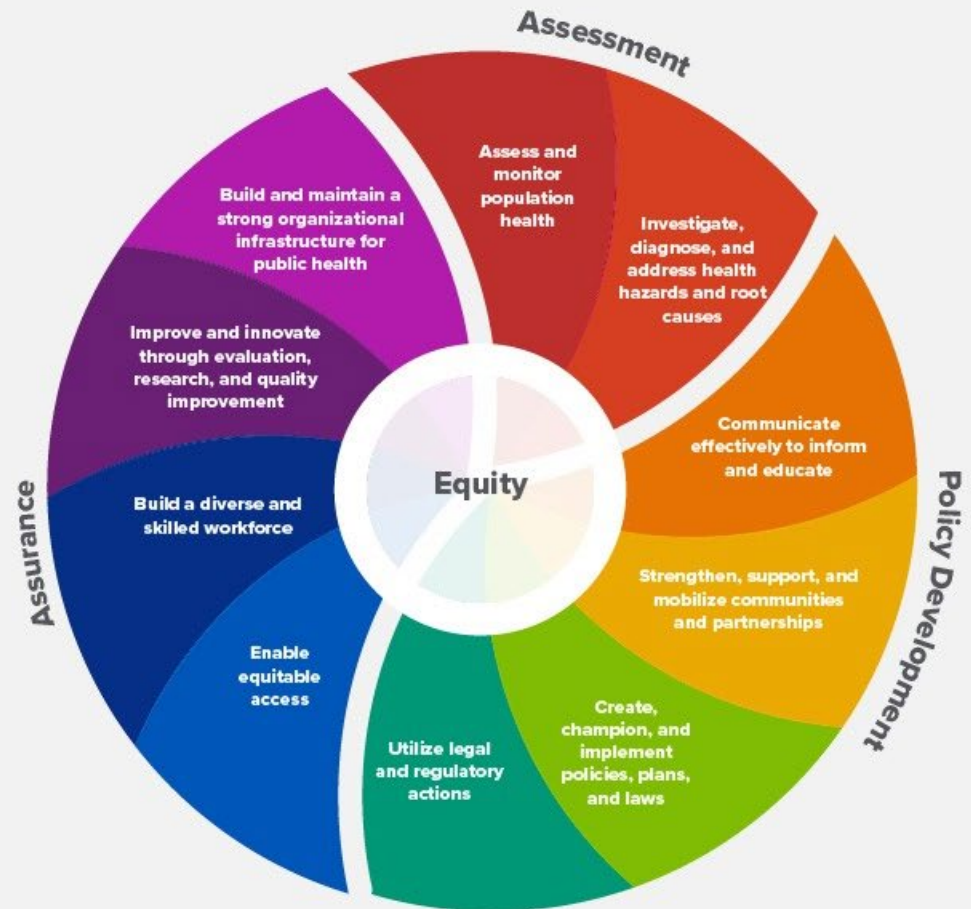 Assessment
Assess and
monitor
population
health
Investigate,
diagnose, and
address health
hazards and root
causes
Policy Development
Communicate
effectively to inform
and educate
Strengthen, support, and
mobilize communities
and partnerships
Create,
champion, and
implement
policies, plans,
and laws
Utilize legal
and regulatory
actions
Assurance
Enable
equitable
access
Build a diverse and
skilled workforce
Improve and innovate
through evaluation,
research, and quality
improvement
Build and maintain a
strong organizational
infrastructure for
public health
Equity